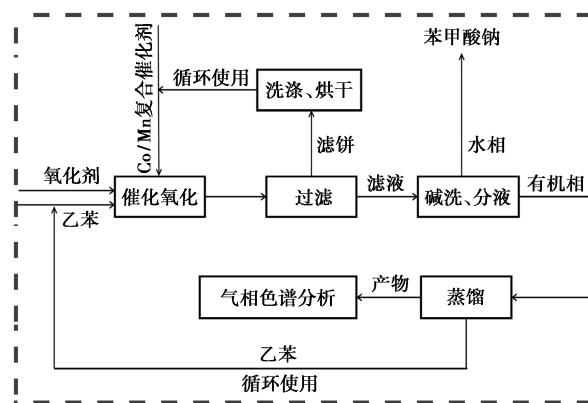 Co/Mn复合催化剂
苯甲酸钠
循环使用
洗涤、烘干
滤饼
水相
氧化剂
催化氧化
过滤
滤液
碱洗、分液
有机相
乙苯
气相色谱分析
产物
蒸馏
乙苯
循环使用